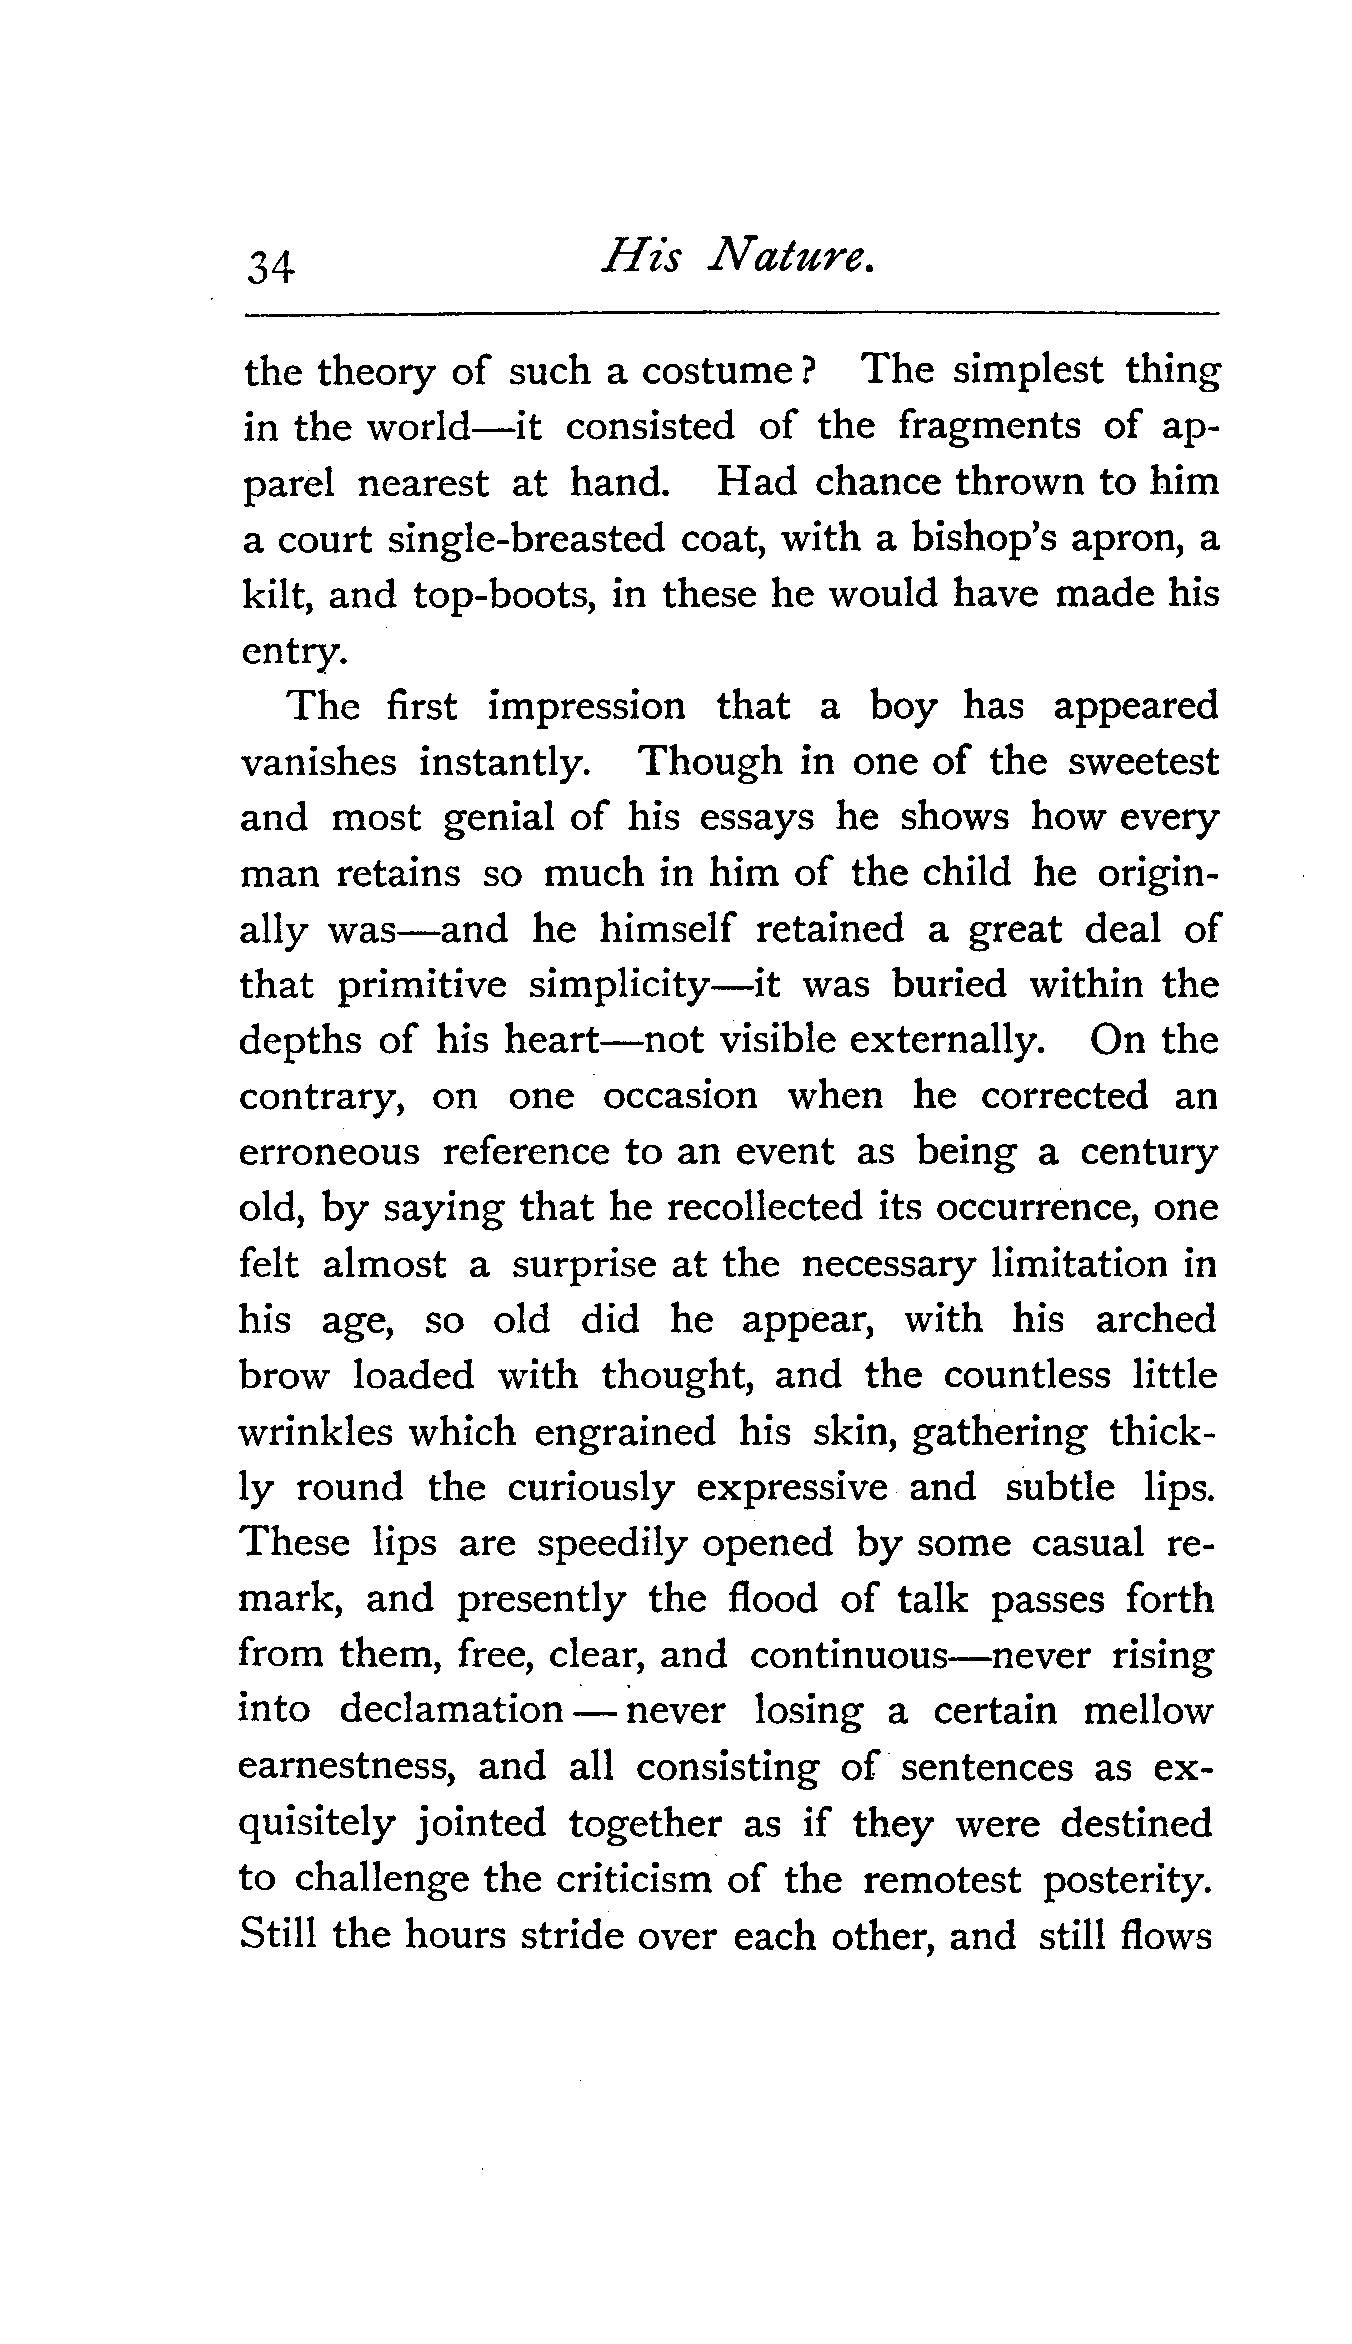 34 His Nature.
the theory of such a costume? The simplest thing
in the world—it consisted of the fragments of ap-
parel nearest at hand. Had chance thrown to him
a court single-breasted coat, with a bishop's apron, a
kilt, and top-boots, in these he would have made his
entry.
The first impression that a boy has appeared
vanishes instantly. Though in one of the sweetest
and most genial of his essays he shows how every
man retains so much in him of the child he origin-
ally was—and he himself retained a great deal of
that primitive simplicity—it was buried within the
depths of his heart—not visible externally. On the
contrary, on one occasion when he corrected an
erroneous reference to an event as being a century
old, by saying that he recollected its occurrence, one
felt almost a surprise at the necessary limitation in
his age, so old did he appear, with his arched
brow loaded with thought, and the countless little
wrinkles which engrained his skin, gathering thick-
ly round the curiously expressive and subtle lips.
These lips are speedily opened by some casual re-
mark, and presently the flood of talk passes forth
from them, free, clear, and continuous—never rising
into declamation — never losing a certain mellow
earnestness, and all consisting of sentences as ex-
quisitely jointed together as if they were destined
to challenge the criticism of the remotest posterity.
Still the hours stride over each other, and still flows